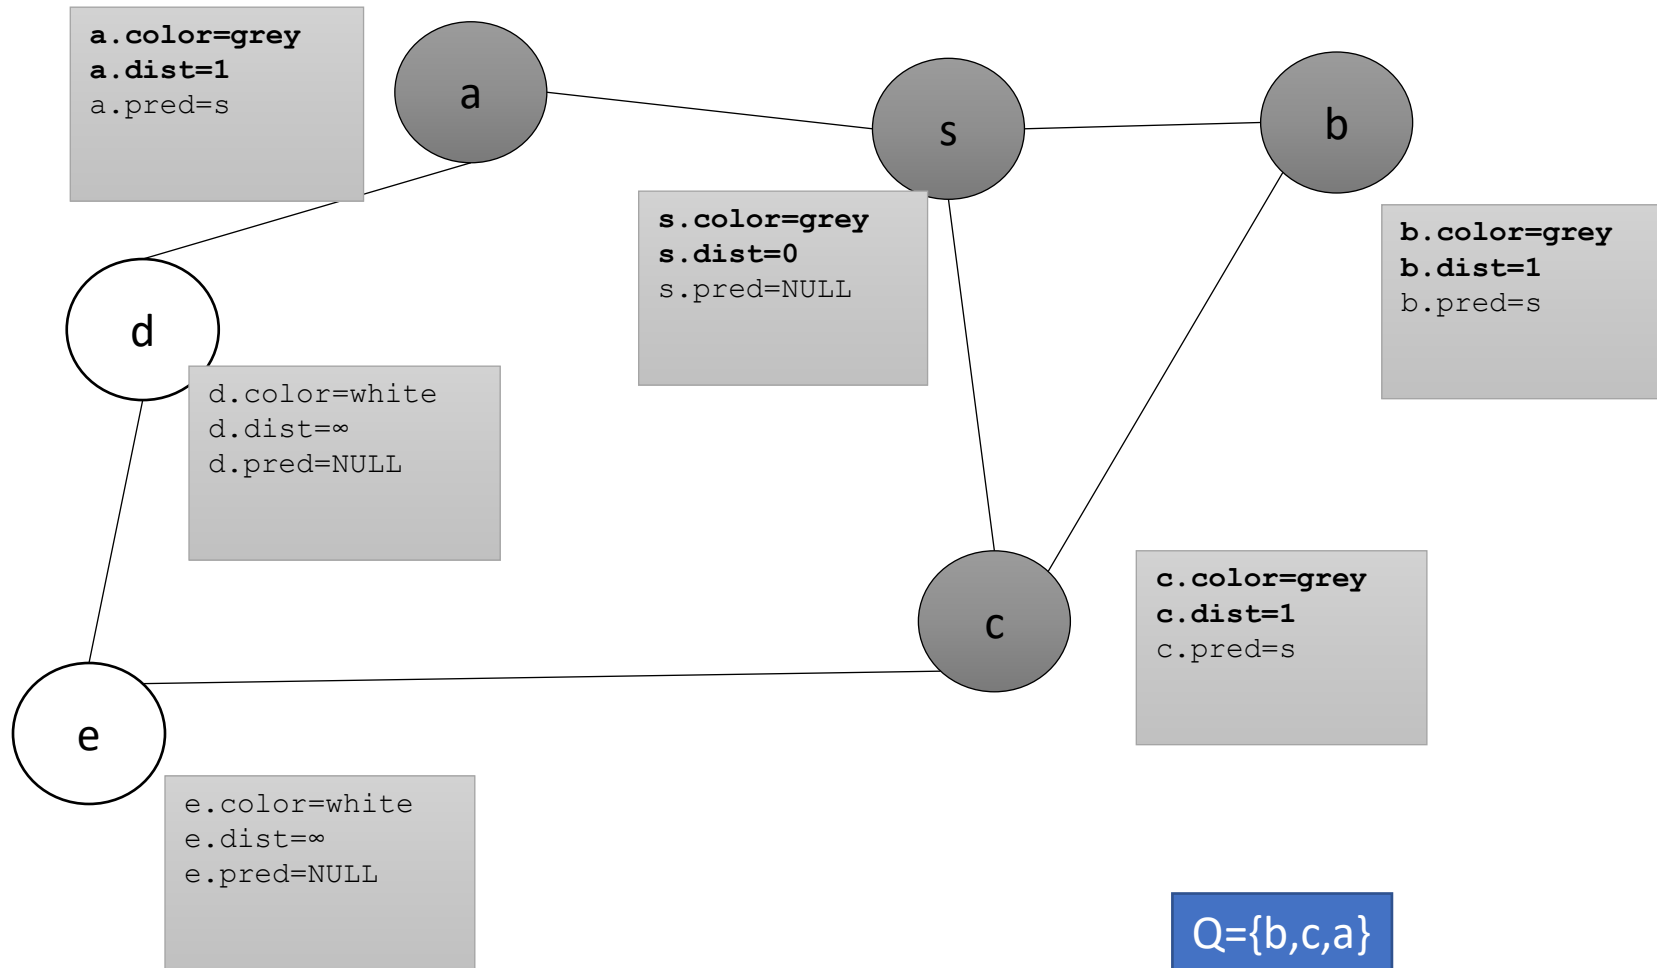 a.color=grey
a.dist=1
a.pred=s
a
s
b
s.color=grey
s.dist=0
s.pred=NULL
b.color=grey
b.dist=1
b.pred=s
d
d.color=white
d.dist=∞
d.pred=NULL
c
c.color=grey
c.dist=1
c.pred=s
e
e.color=white
e.dist=∞
e.pred=NULL
Q={b,c,a}